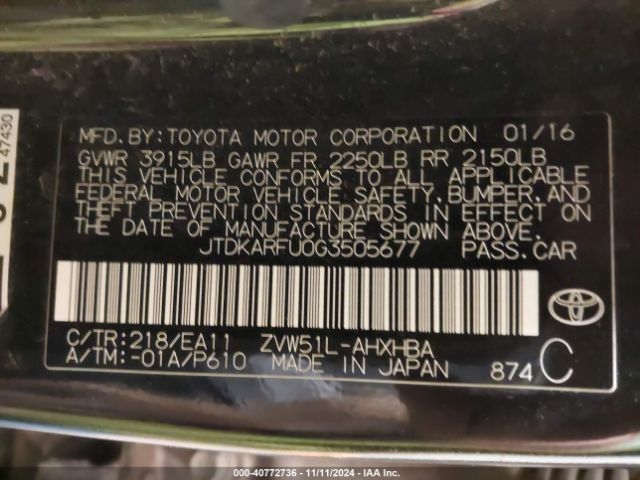 47430
MFD. BY: TOYOTA MOTOR CORPORATION 01/16
GVWR 3915LB GAWR FR 2250LB RR 2150LB
THIS VEHICLE CONFORMS TO ALL APPLICABLE
FEDERAL MOTOR VEHICLE SAFETY, BUMPER, AND
THEFT PREVENTION STANDARDS IN EFFECT ON
THE DATE OF MANUFACTURE SHOWN ABOVE.
JTDKARFU0G3505677 PASS. CAR
C/TR: 218/EA11 ZVW51L-AHXHBA
A/TM: -01A/P610 MADE IN JAPAN 874 C
000-40772736 - 11/11/2024 - IAA Inc.